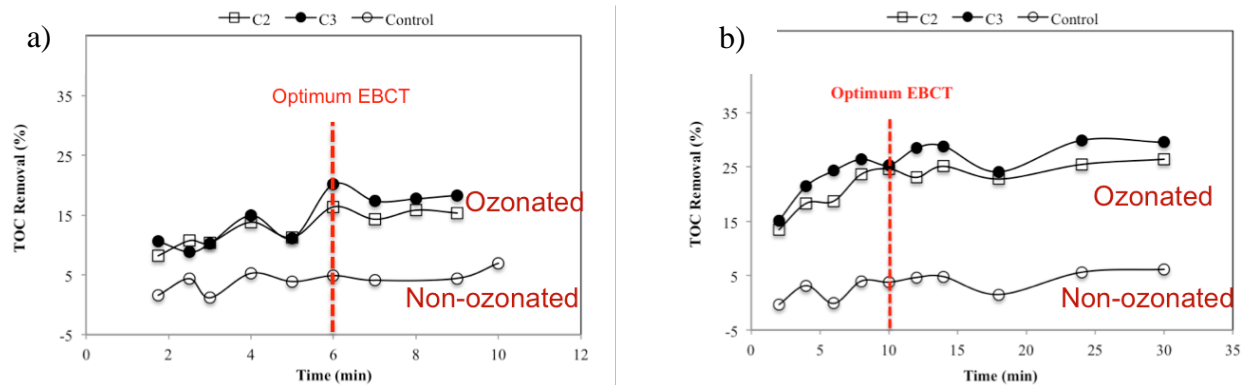 a)
C2 C3 Control
TOC Removal (%)
35
25
15
5
-5
Optimum EBCT
Ozonated
Non-ozonated
0 2 4 6 8 10 12
Time (min)
b)
C2 C3 Control
TOC Removal (%)
35
25
15
5
-5
Optimum EBCT
Ozonated
Non-ozonated
0 5 10 15 20 25 30 35
Time (min)